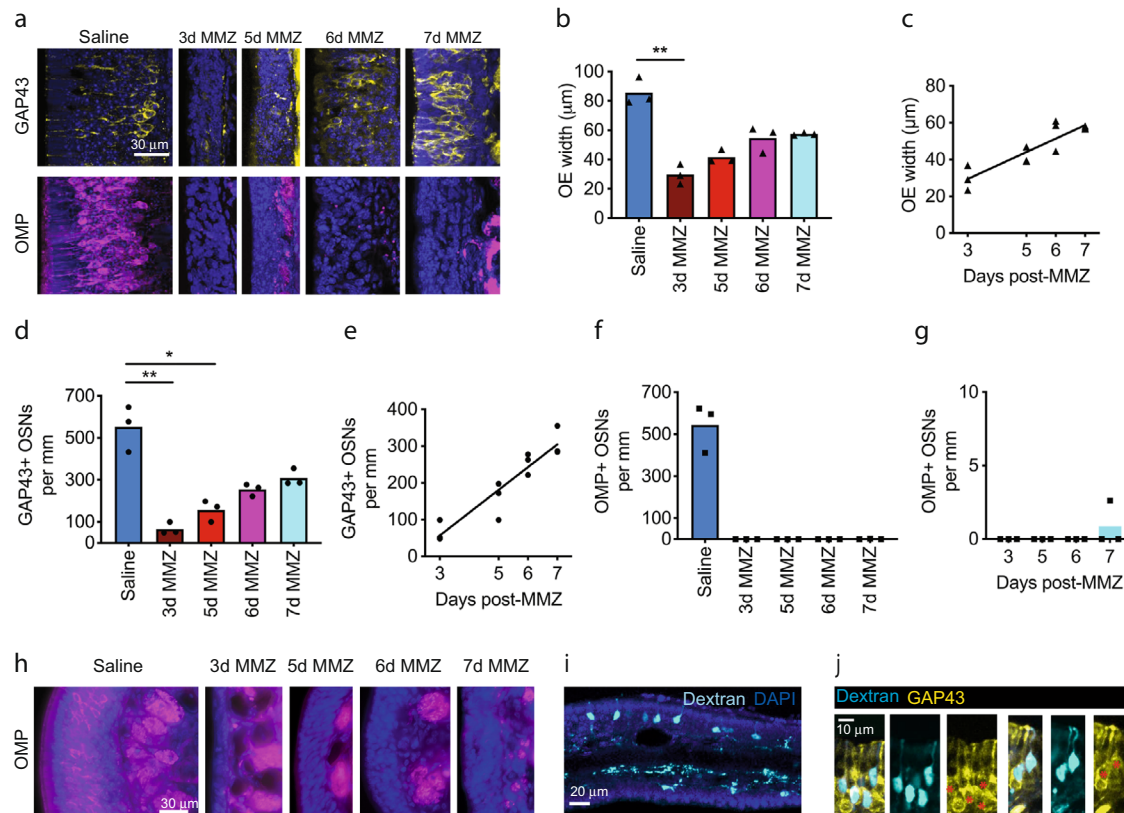 a
Saline
3d MMZ
5d MMZ
6d MMZ
7d MMZ
GAP43
30 μm
OMP
b
**
OE width (μm)
100
80
60
40
20
0
Saline
3d MMZ
5d MMZ
6d MMZ
7d MMZ
c
OE width (μm)
80
60
40
20
0
3
5
6
7
Days post-MMZ
d
*
**
GAP43+ OSNs
per mm
700
500
300
100
0
Saline
3d MMZ
5d MMZ
6d MMZ
7d MMZ
e
GAP43+ OSNs
per mm
400
300
200
100
0
3
5
6
7
Days post-MMZ
f
OMP+ OSNs
per mm
700
500
300
100
0
Saline
3d MMZ
5d MMZ
6d MMZ
7d MMZ
g
OMP+ OSNs
per mm
10
5
0
3
5
6
7
Days post-MMZ
h
Saline
3d MMZ
5d MMZ
6d MMZ
7d MMZ
OMP
30 μm
i
Dextran DAPI
20 μm
j
Dextran GAP43
10 μm